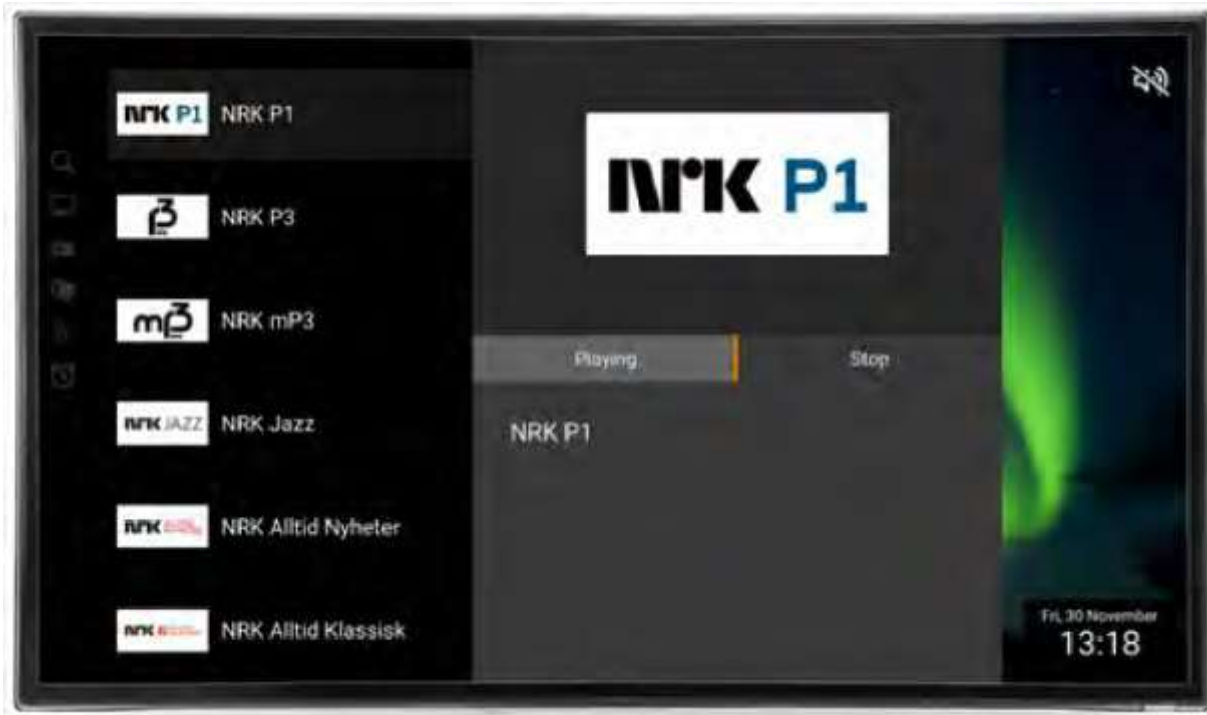 NRK P1
NRK P1
P3
NRK P3
mP3
NRK mP3
NRK JAZZ
NRK Jazz
NRK
NRK Alltid Nyheter
NRK
NRK Alltid Klassisk
NRK P1
Playing
Stop
NRK P1
Fri, 30 November
13:18